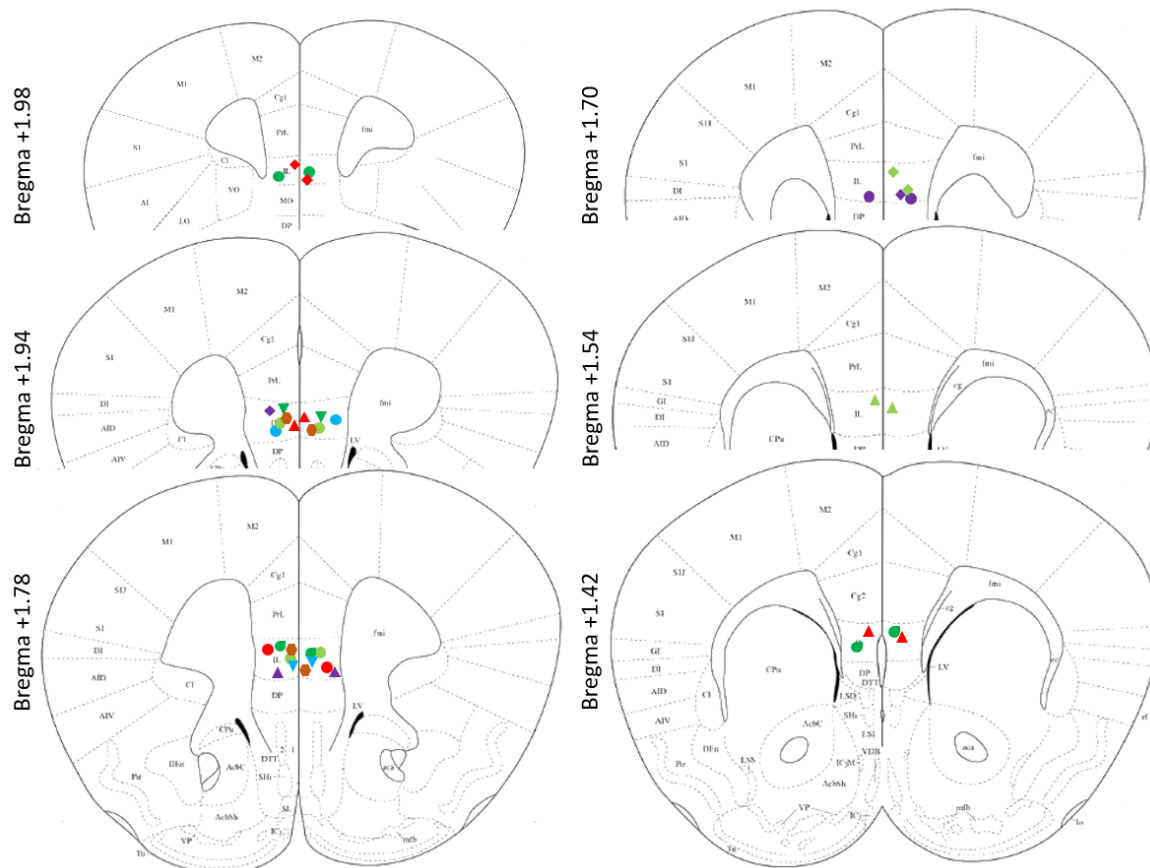 Bregma +1.98
M2
M1
Cg1
PrL
fmi
S1
Cl
IL
VO
AI
MO
LO
DP
Bregma +1.70
M2
M1
Cg1
S1J
PrL
S1
fmi
DI
IL
AID
DP
Bregma +1.94
M2
M1
Cg1
S1
PrL
DI
fmi
AID
Cl
AIV
DP
LV
Bregma +1.54
M2
M1
Cg1
S1J
PrL
fmi
S1
cg
GI
IL
DI
AID
CPu
DP
LV
Bregma +1.78
M2
M1
Cg1
S1J
PrL
S1
fmi
DI
IL
AID
Cl
DP
AIV
LV
CPu
2 1
DEn
AcbC
DTT
aca
Pir
SHi
AcbSh
SL
ICj
VP
mfb
Tu
Bregma +1.42
M2
M1
Cg1
S1J
fmi
Cg2
S1
cg
GI
DI
CPu
DP
LV
AID
Cl
DTT
LSD
AIV
SHi
AcbC
LSI
DEn
VDB
aca
Pir
LSS
ICjM
AcbSh
VP
ICj
mfb
lo
Tu